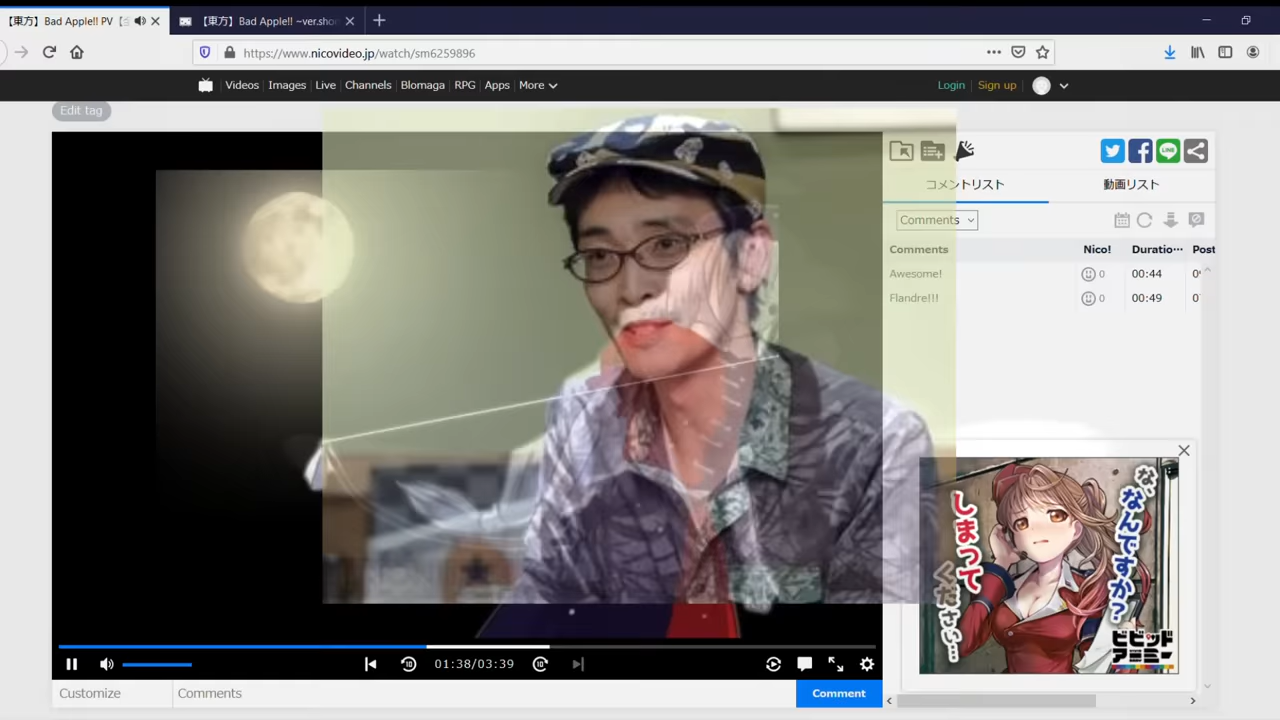 【東方】Bad Apple!! PV
【東方】Bad Apple!! ~ver.sho
https://www.nicovideo.jp/watch/sm6259896
Videos Images Live Channels Blomaga RPG Apps More
Login Sign up
Edit tag
コメントリスト 動画リスト
Comments
Comments Nico! Duratio… Post
Awesome! 0 00:44
Flandre!!! 0 00:49
な、なんですか?
しまって
ください…
ビビッド
アーミー
10 01:38/03:39 10
Customize Comments Comment
LINE